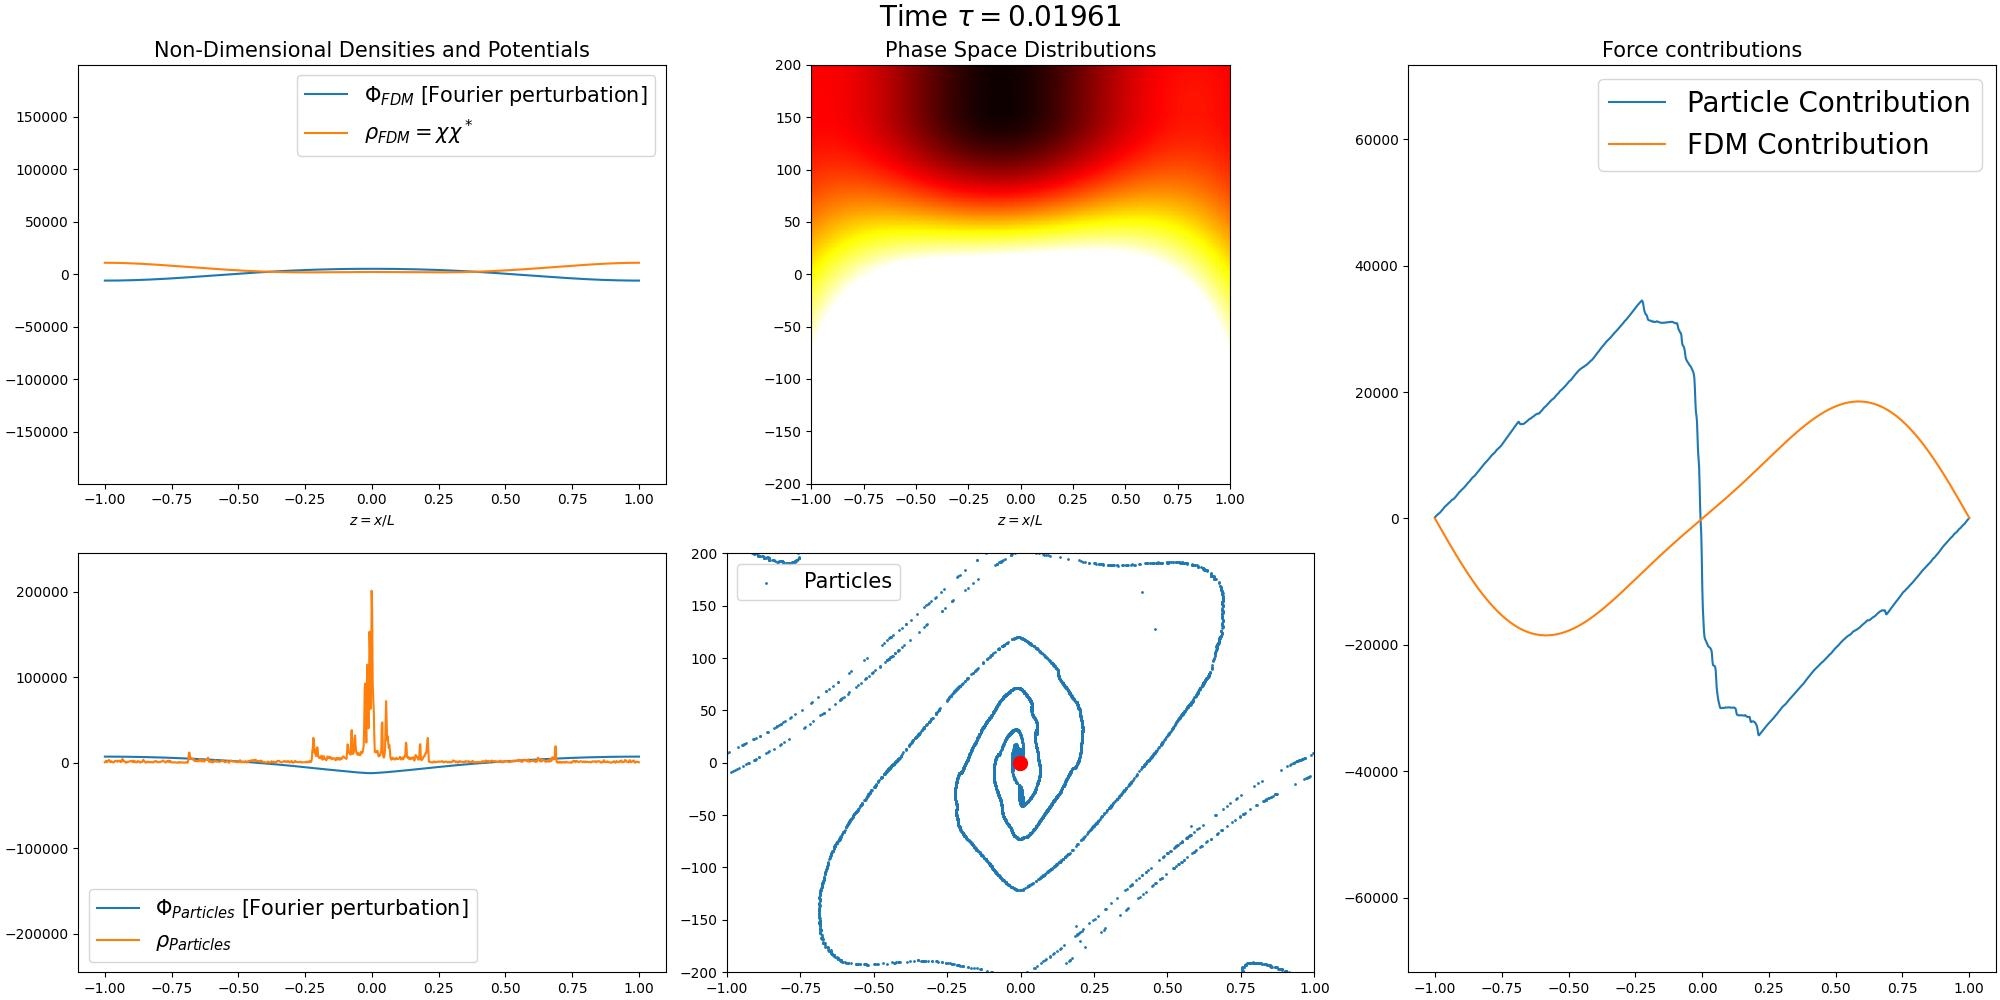 Time τ = 0.01961
Non-Dimensional Densities and Potentials
Φ_FDM [Fourier perturbation]
ρ_FDM = χχ*
150000
100000
50000
0
−50000
−100000
−150000
−1.00 −0.75 −0.50 −0.25 0.00 0.25 0.50 0.75 1.00
z = x/L
Phase Space Distributions
200
150
100
50
0
−50
−100
−150
−200
−1.00 −0.75 −0.50 −0.25 0.00 0.25 0.50 0.75 1.00
z = x/L
Force contributions
Particle Contribution
FDM Contribution
60000
40000
20000
0
−20000
−40000
−60000
−1.00 −0.75 −0.50 −0.25 0.00 0.25 0.50 0.75 1.00
200000
100000
0
−100000
−200000
Φ_Particles [Fourier perturbation]
ρ_Particles
−1.00 −0.75 −0.50 −0.25 0.00 0.25 0.50 0.75 1.00
Particles
200
150
100
50
0
−50
−100
−150
−200
−1.00 −0.75 −0.50 −0.25 0.00 0.25 0.50 0.75 1.00